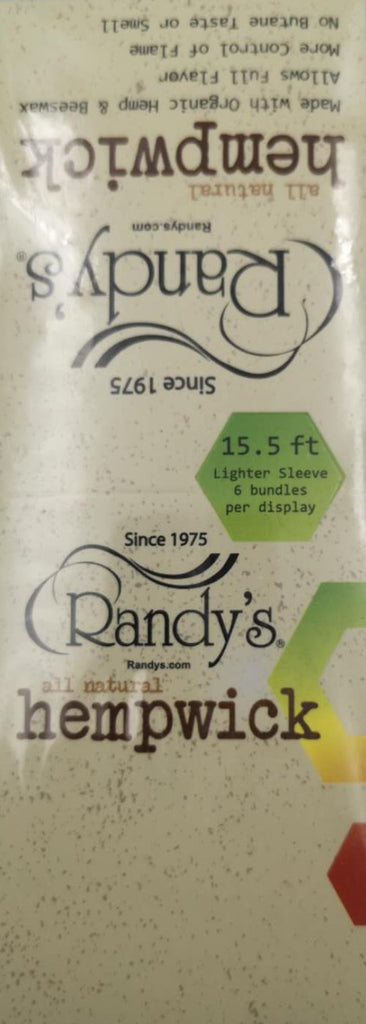 Made with Organic Hemp & Beeswax
Allows Full Flavor
More Control of Flame
No Butane Taste or Smell
Since 1975
Randy's®
Randys.com
all natural
hempwick
15.5 ft
Lighter Sleeve
6 bundles
per display
Since 1975
Randy's®
Randys.com
all natural
hempwick